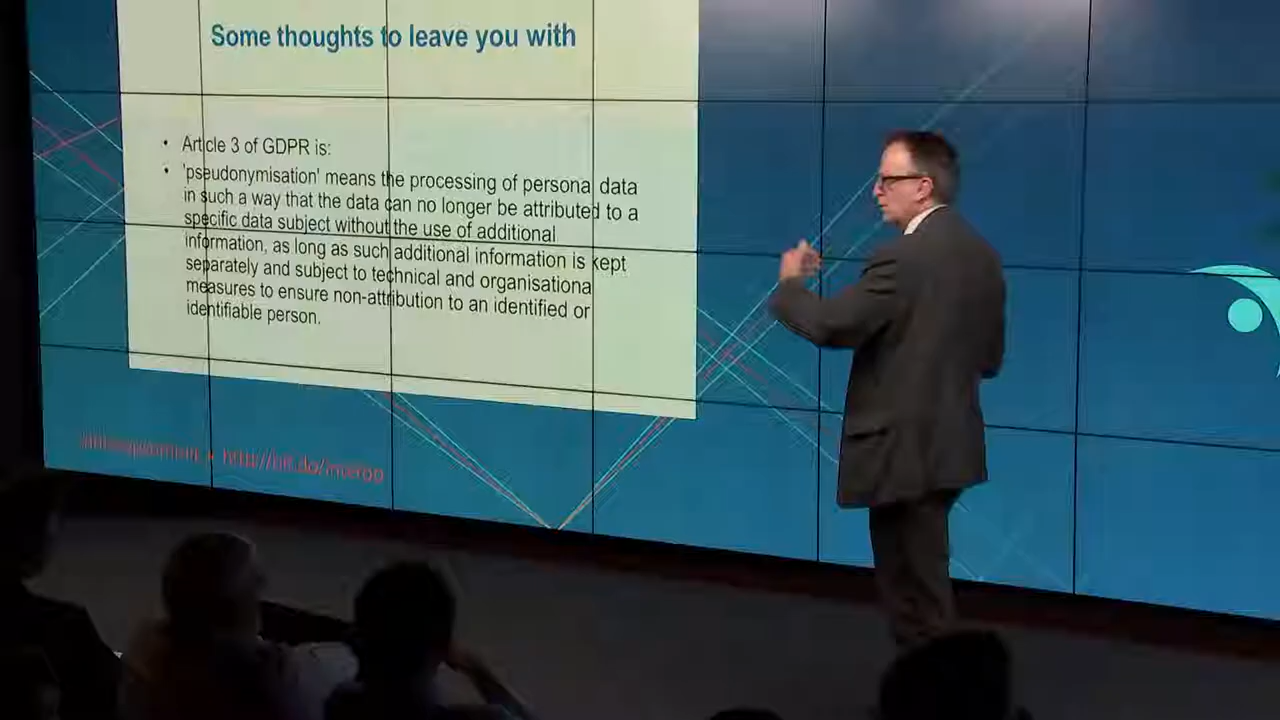 Some thoughts to leave you with
• Article 3 of GDPR is:
• 'pseudonymisation' means the processing of persona data
in such a way that the data can no longer be attributed to a
specific data subject without the use of additional
information, as long as such additional information is kept
separately and subject to technical and organisationa
measures to ensure non-attribution to an identified or
identifiable person.